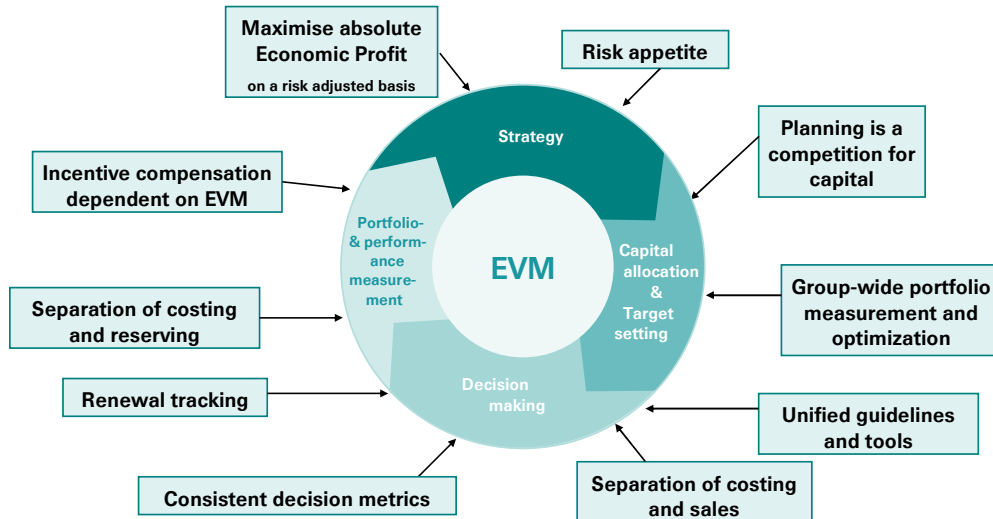 Maximise absolute
Economic Profit
on a risk adjusted basis
Risk appetite
Planning is a
competition for
capital
Group-wide portfolio
measurement and
optimization
Unified guidelines
and tools
Separation of costing
and sales
Consistent decision metrics
Renewal tracking
Separation of costing
and reserving
Incentive compensation
dependent on EVM
Strategy
Capital
allocation
&
Target
setting
Decision
making
Portfolio-
& perform-
ance
measure-
ment
EVM